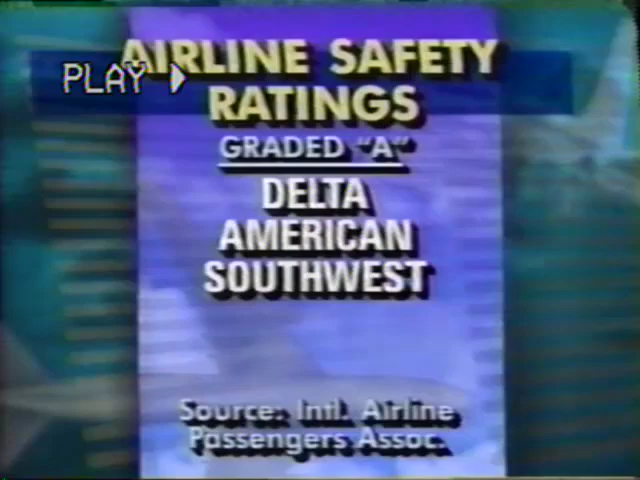 AIRLINE SAFETY
PLAY
RATINGS
GRADED "A"
DELTA
AMERICAN
SOUTHWEST
Source: Intl. Airline
Passengers Assoc.